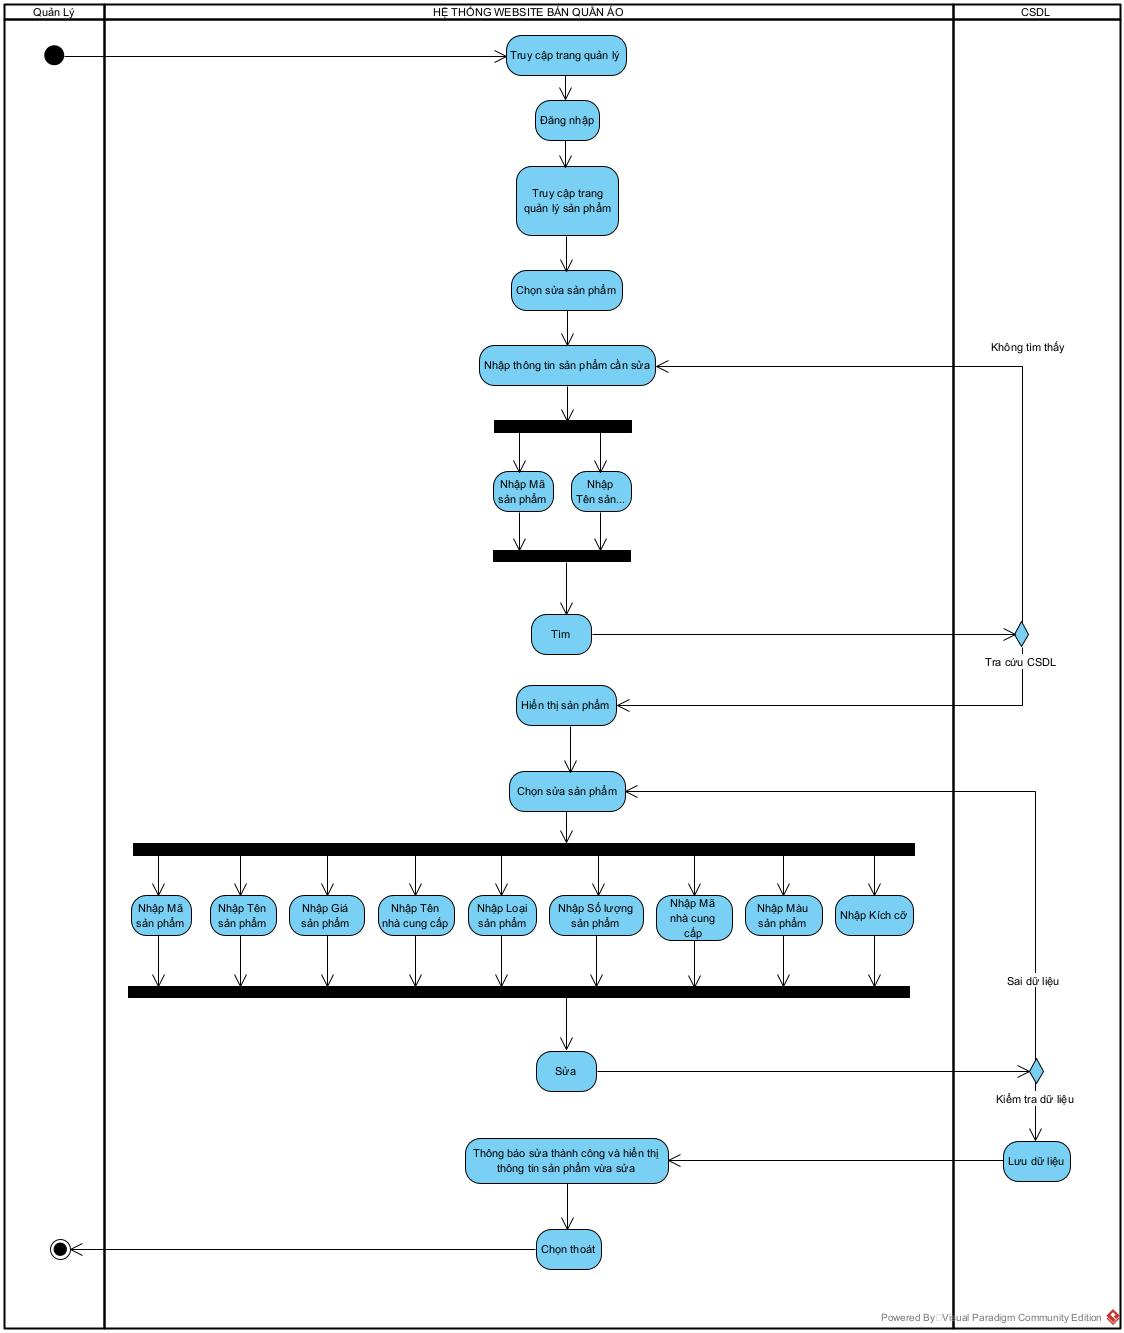 Quản Lý
HỆ THỐNG WEBSITE BÁN QUẦN ÁO
CSDL
Truy cập trang quản lý
Đăng nhập
Truy cập trang
quản lý sản phẩm
Chọn sửa sản phẩm
Không tìm thấy
Nhập thông tin sản phẩm cần sửa
Nhập Mã
sản phẩm
Nhập
Tên sản...
Tìm
Tra cứu CSDL
Hiển thị sản phẩm
Chọn sửa sản phẩm
Nhập Mã
sản phẩm
Nhập Tên
sản phẩm
Nhập Giá
sản phẩm
Nhập Tên
nhà cung cấp
Nhập Loại
sản phẩm
Nhập Số lượng
sản phẩm
Nhập Mã
nhà cung
cấp
Nhập Màu
sản phẩm
Nhập Kích cỡ
Sai dữ liệu
Sửa
Kiểm tra dữ liệu
Thông báo sửa thành công và hiển thị
thông tin sản phẩm vừa sửa
Lưu dữ liệu
Chọn thoát
Powered By Visual Paradigm Community Edition